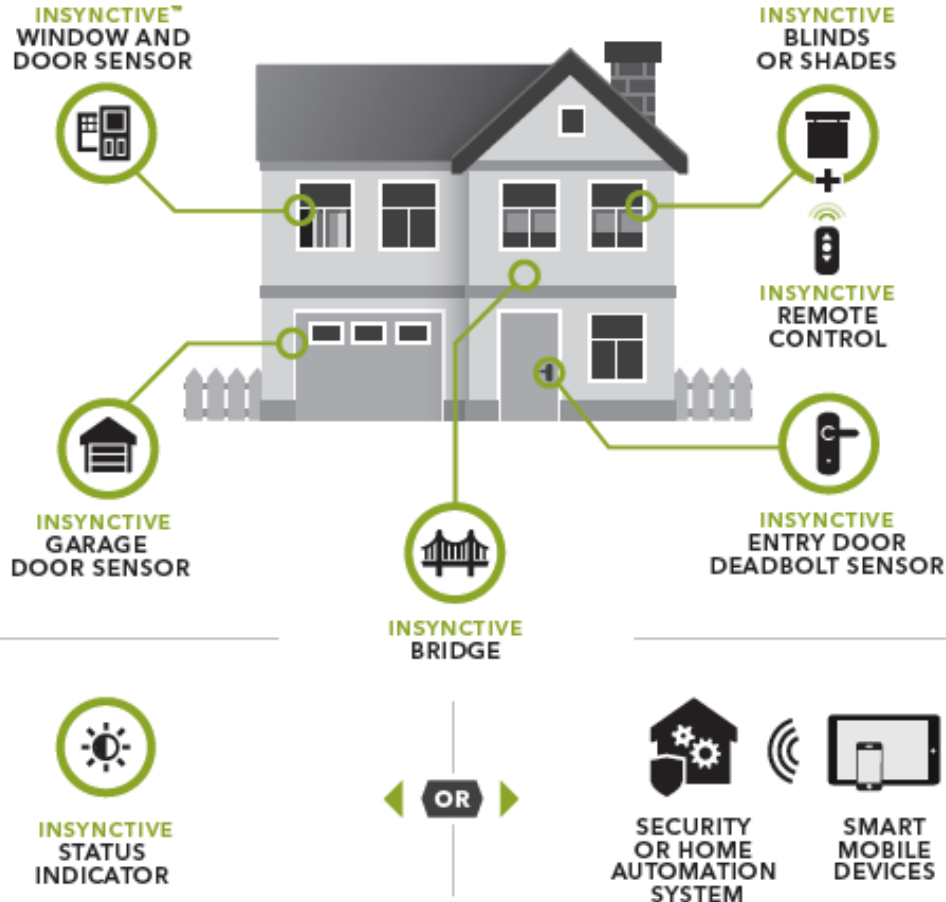 INSYNCTIVE™
WINDOW AND
DOOR SENSOR
INSYNCTIVE
BLINDS
OR SHADES
+
INSYNCTIVE
REMOTE
CONTROL
INSYNCTIVE
GARAGE
DOOR SENSOR
INSYNCTIVE
ENTRY DOOR
DEADBOLT SENSOR
INSYNCTIVE
BRIDGE
INSYNCTIVE
STATUS
INDICATOR
OR
SECURITY
OR HOME
AUTOMATION
SYSTEM
SMART
MOBILE
DEVICES